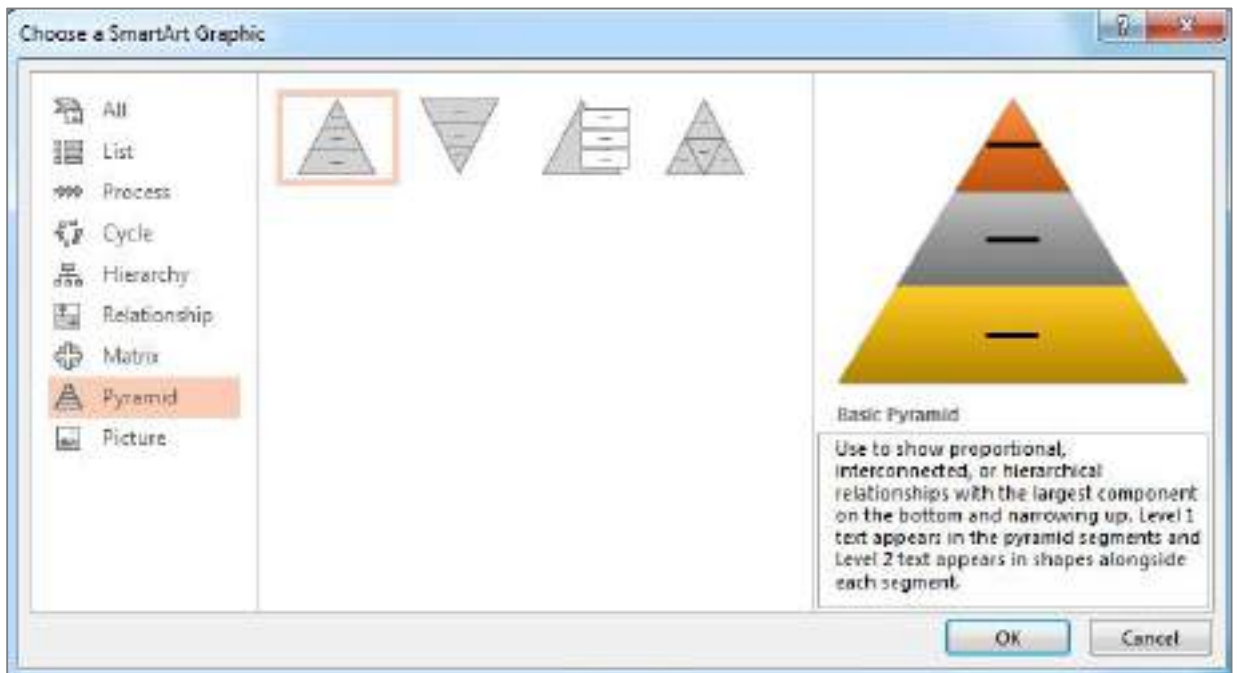 Choose a SmartArt Graphic
All
List
Process
Cycle
Hierarchy
Relationship
Matrix
Pyramid
Picture
Basic Pyramid
Use to show proportional,
interconnected, or hierarchical
relationships with the largest component
on the bottom and narrowing up. Level 1
text appears in the pyramid segments and
Level 2 text appears in shapes alongside
each segment.
OK
Cancel